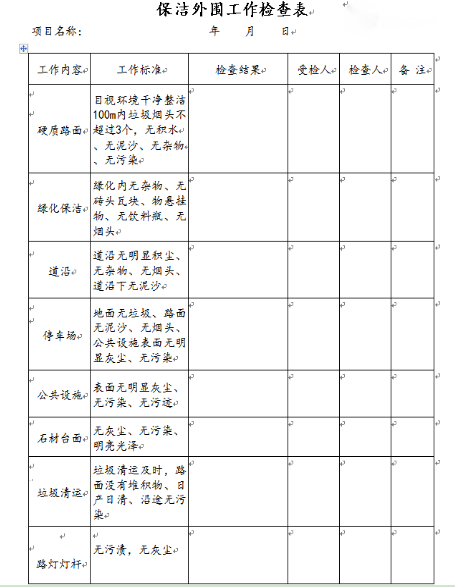 保洁外围工作检查表
项目名称： 年 月 日
工作内容 工作标准 检查结果 受检人 检查人 备 注
硬质路面
目视环境干净整洁
100m内垃圾烟头不
超过3个，无积水
、无泥沙、无杂物
、无污染
绿化保洁
绿化内无杂物、无
砖头瓦块、物悬挂
物、无饮料瓶、无
烟头
道沿
道沿无明显积尘、
无杂物、无烟头、
道沿下无泥沙
停车场
地面无垃圾、路面
无泥沙、无烟头、
公共设施表面无明
显灰尘、无污染
公共设施
表面无明显灰尘、
无污染、无污迹
石材台面
无灰尘、无污染、
明亮光泽
垃圾清运
垃圾清运及时，路
面没有堆积物、日
产日清、沿途无污
染
路灯灯杆
无污渍，无灰尘